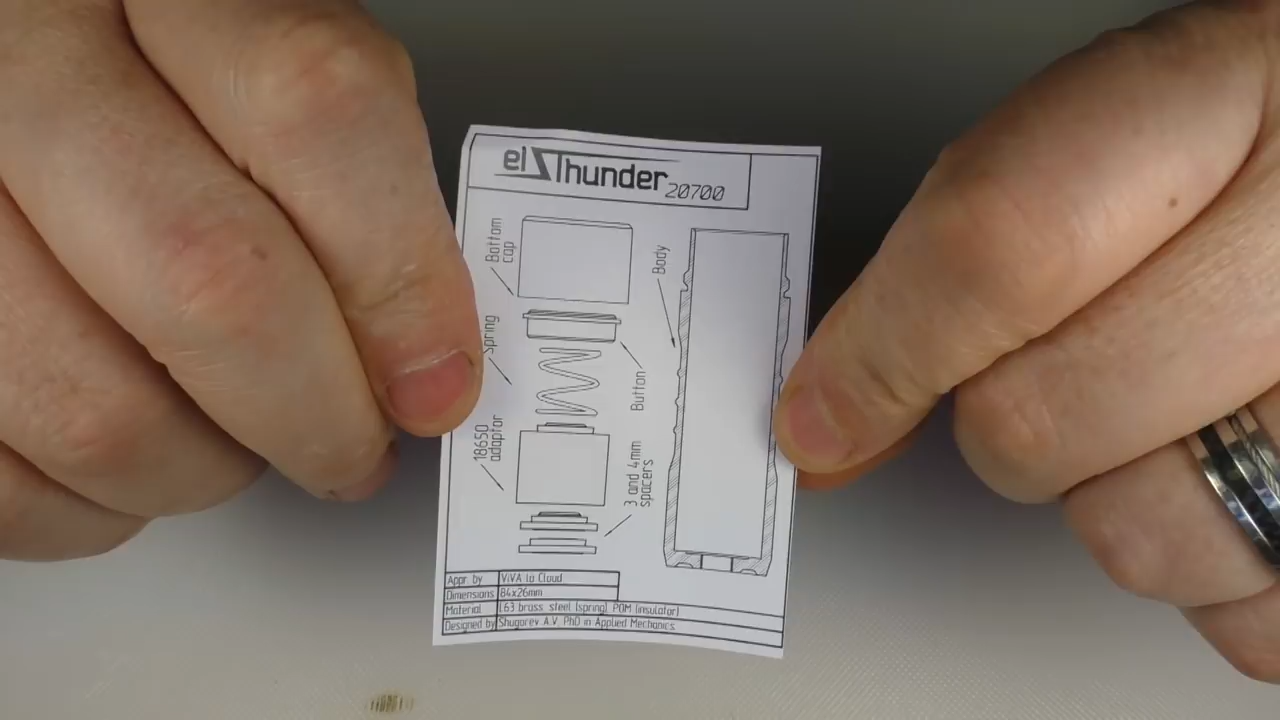 el Thunder 20700
Bottom
cap
Body
Spring
Button
18650
adaptor
3 and 4mm
spacers
Appr. by ViVA la Cloud
Dimensions 84x26mm
Material L63 brass steel (spring) POM (insulator)
Designed by Shugorev A.V. PhD in Applied Mechanics